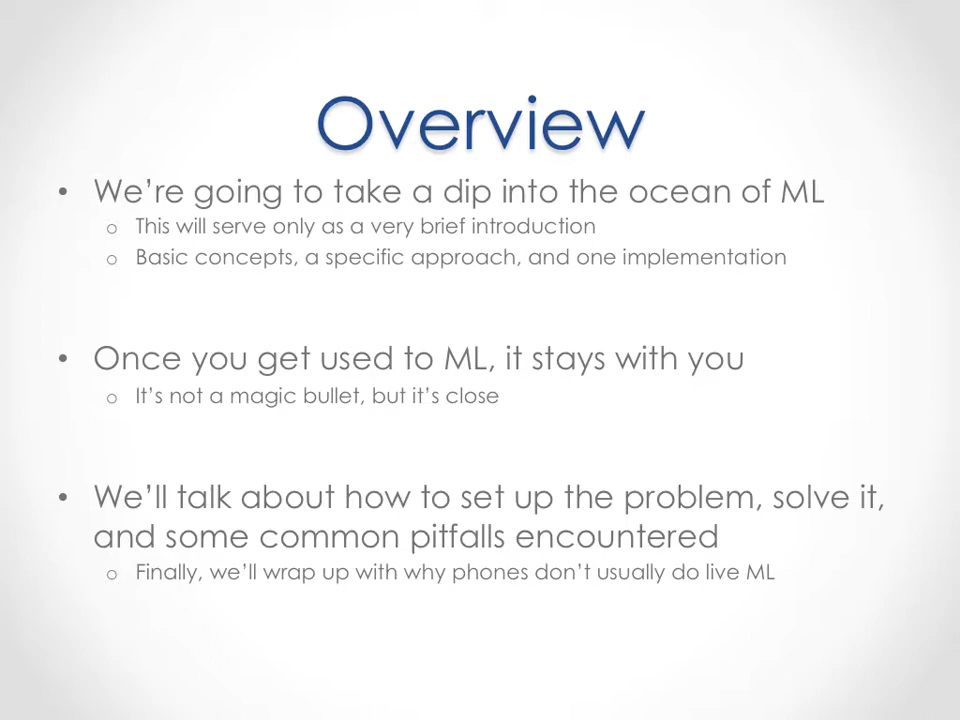 Overview
• We’re going to take a dip into the ocean of ML
o This will serve only as a very brief introduction
o Basic concepts, a specific approach, and one implementation
• Once you get used to ML, it stays with you
o It’s not a magic bullet, but it’s close
• We’ll talk about how to set up the problem, solve it,
and some common pitfalls encountered
o Finally, we’ll wrap up with why phones don’t usually do live ML